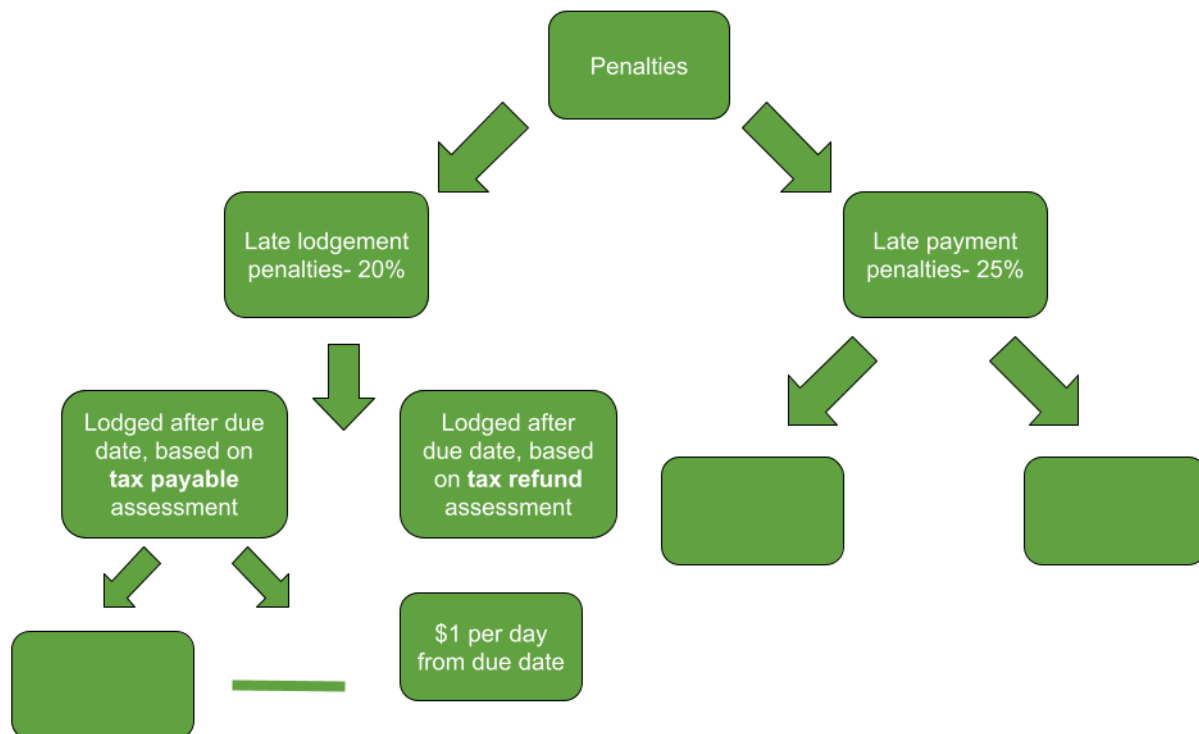 Penalties
Late lodgement
penalties- 20%
Late payment
penalties- 25%
Lodged after due
date, based on
tax payable
assessment
Lodged after
due date, based
on tax refund
assessment
$1 per day
from due date